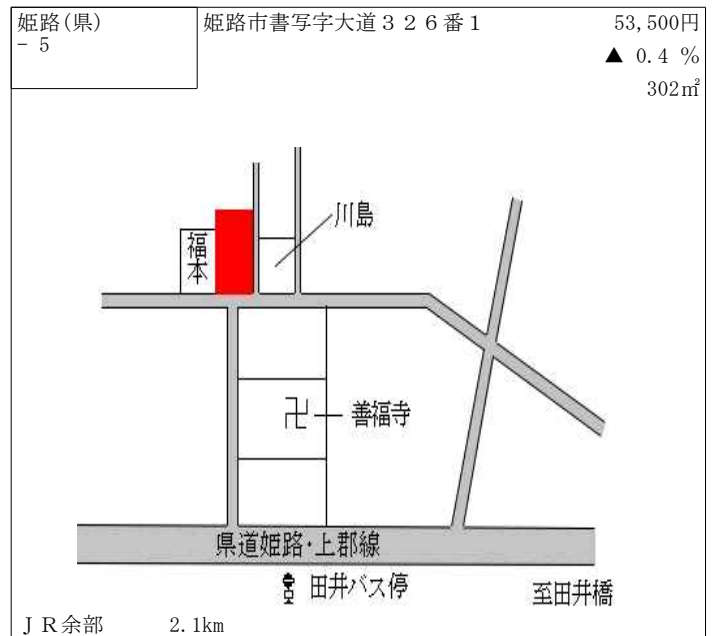 姫路(県)
- 5
姫路市書写字大道３２６番１
53,500円
▲ 0.4 %
302㎡
川島
福本
卍 善福寺
県道姫路・上郡線
田井バス停
至田井橋
ＪＲ余部 2.1km